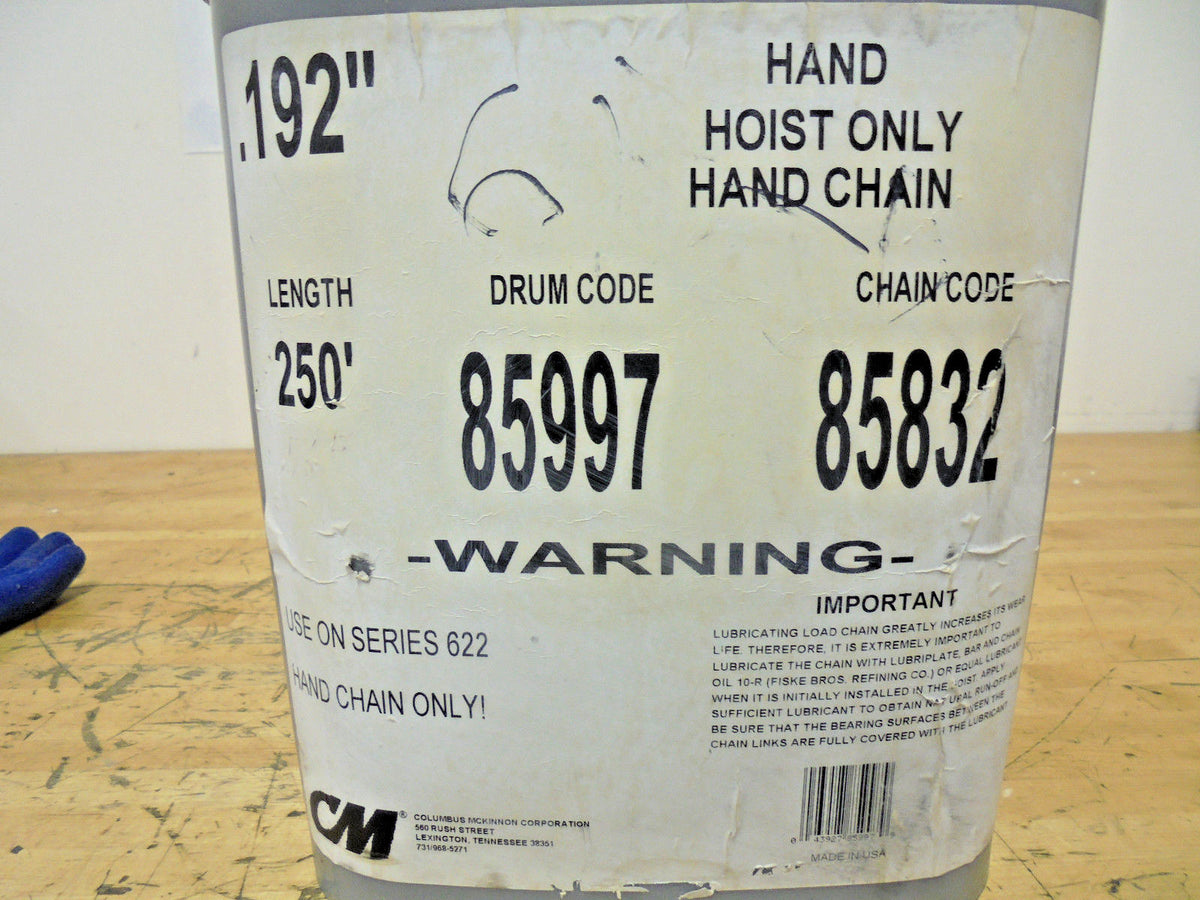 .192"
HAND
HOIST ONLY
HAND CHAIN
LENGTH
250'
DRUM CODE
85997
CHAIN CODE
85832
-WARNING-
USE ON SERIES 622
HAND CHAIN ONLY!
IMPORTANT
LUBRICATING LOAD CHAIN GREATLY INCREASES ITS WEAR
LIFE. THEREFORE, IT IS EXTREMELY IMPORTANT TO
LUBRICATE THE CHAIN WITH LUBRIPLATE, BAR AND CHAIN
OIL 10-R (FISKE BROS. REFINING CO.) OR EQUAL LUBRICANT
WHEN IT IS INITIALLY INSTALLED IN THE HOIST. APPLY
SUFFICIENT LUBRICANT TO OBTAIN NATURAL RUN-OFF AND
BE SURE THAT THE BEARING SURFACES BETWEEN THE
CHAIN LINKS ARE FULLY COVERED WITH THE LUBRICANT
CM®
COLUMBUS MCKINNON CORPORATION
560 RUSH STREET
LEXINGTON, TENNESSEE 38351
731/968-5271
0 43927 85997 9
MADE IN USA